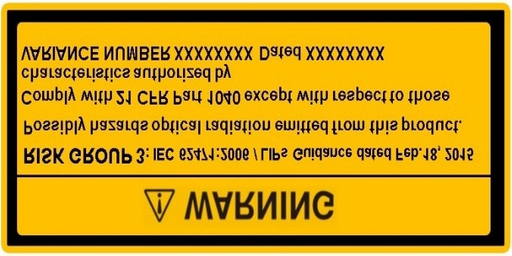 WARNING
RISK GROUP 3: IEC 62471:2006 / LIPs Guidance dated Feb.18, 2015
Possibly hazards optical radiation emitted from this product.
Comply with 21 CFR Part 1040 except with respect to those
characteristics authorized by
VARIANCE NUMBER XXXXXXXX Dated XXXXXXXX